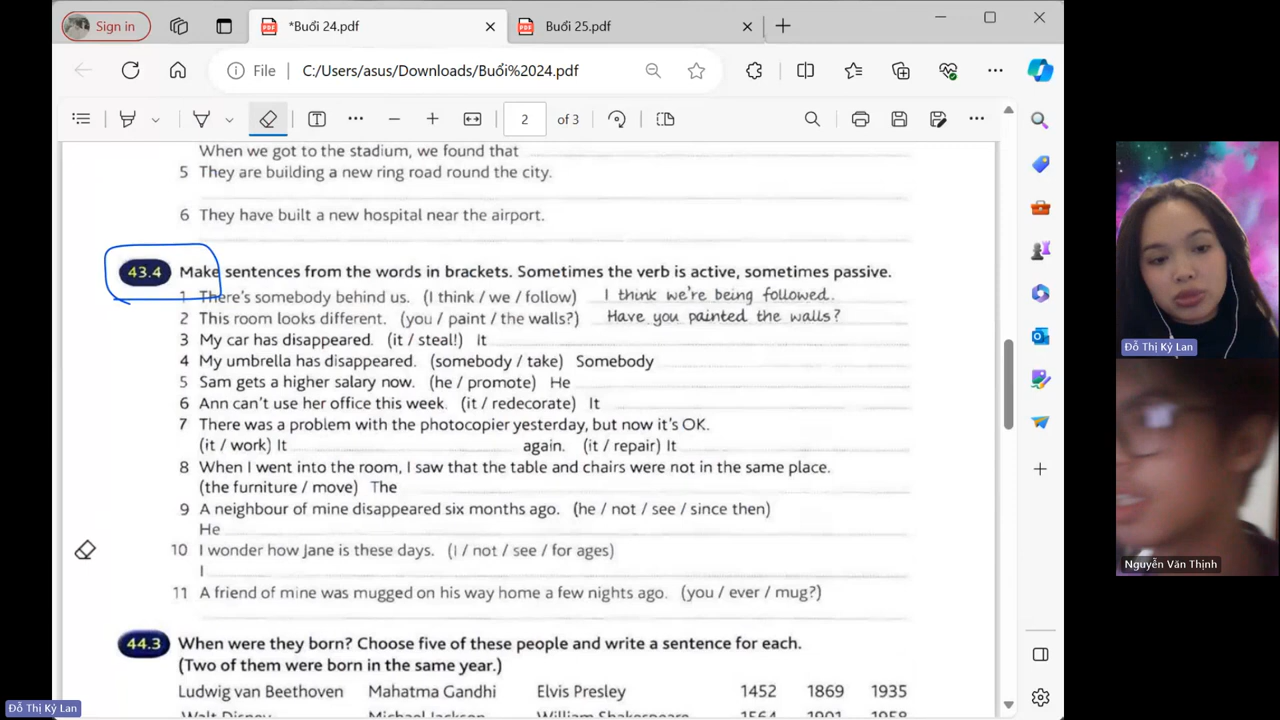 Sign in
*Buổi 24.pdf
Buổi 25.pdf
File
C:/Users/asus/Downloads/Buổi%2024.pdf
2 of 3
When we got to the stadium, we found that
5 They are building a new ring road round the city.
6 They have built a new hospital near the airport.
43.4 Make sentences from the words in brackets. Sometimes the verb is active, sometimes passive.
1 There's somebody behind us. (I think / we / follow) I think we're being followed.
2 This room looks different. (you / paint / the walls?) Have you painted the walls?
3 My car has disappeared. (it / steal!) It
4 My umbrella has disappeared. (somebody / take) Somebody
5 Sam gets a higher salary now. (he / promote) He
6 Ann can't use her office this week. (it / redecorate) It
7 There was a problem with the photocopier yesterday, but now it's OK.
(it / work) It again. (it / repair) It
8 When I went into the room, I saw that the table and chairs were not in the same place.
(the furniture / move) The
9 A neighbour of mine disappeared six months ago. (he / not / see / since then)
He
10 I wonder how Jane is these days. (I / not / see / for ages)
I
11 A friend of mine was mugged on his way home a few nights ago. (you / ever / mug?)
44.3 When were they born? Choose five of these people and write a sentence for each.
(Two of them were born in the same year.)
Ludwig van Beethoven Mahatma Gandhi Elvis Presley 1452 1869 1935
Walt Disney Michael Jackson William Shakespeare 1564 1901 1958
Đỗ Thị Kỳ Lan
Nguyễn Văn Thịnh
Đỗ Thị Kỳ Lan